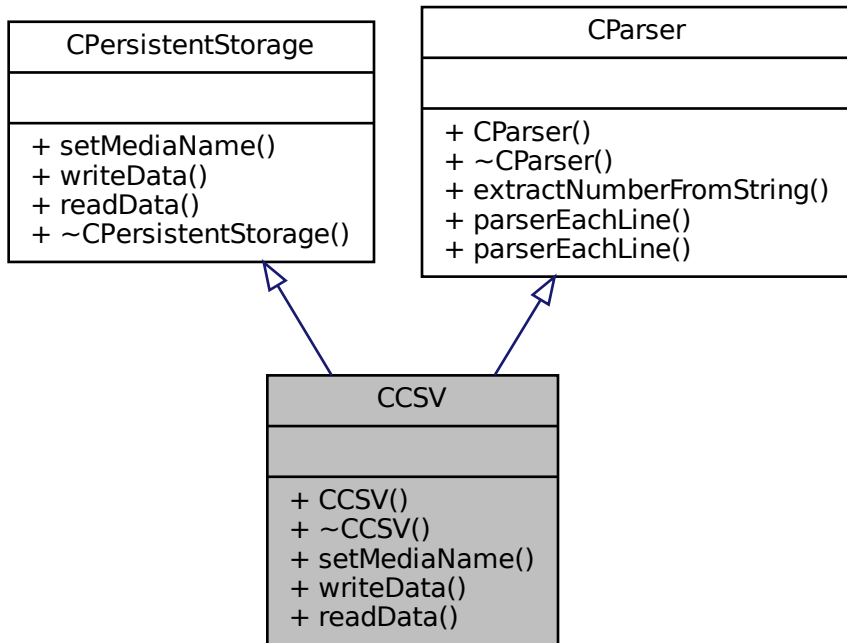 CPersistentStorage
+ setMediaName()
+ writeData()
+ readData()
+ ~CPersistentStorage()
CParser
+ CParser()
+ ~CParser()
+ extractNumberFromString()
+ parserEachLine()
+ parserEachLine()
CCSV
+ CCSV()
+ ~CCSV()
+ setMediaName()
+ writeData()
+ readData()